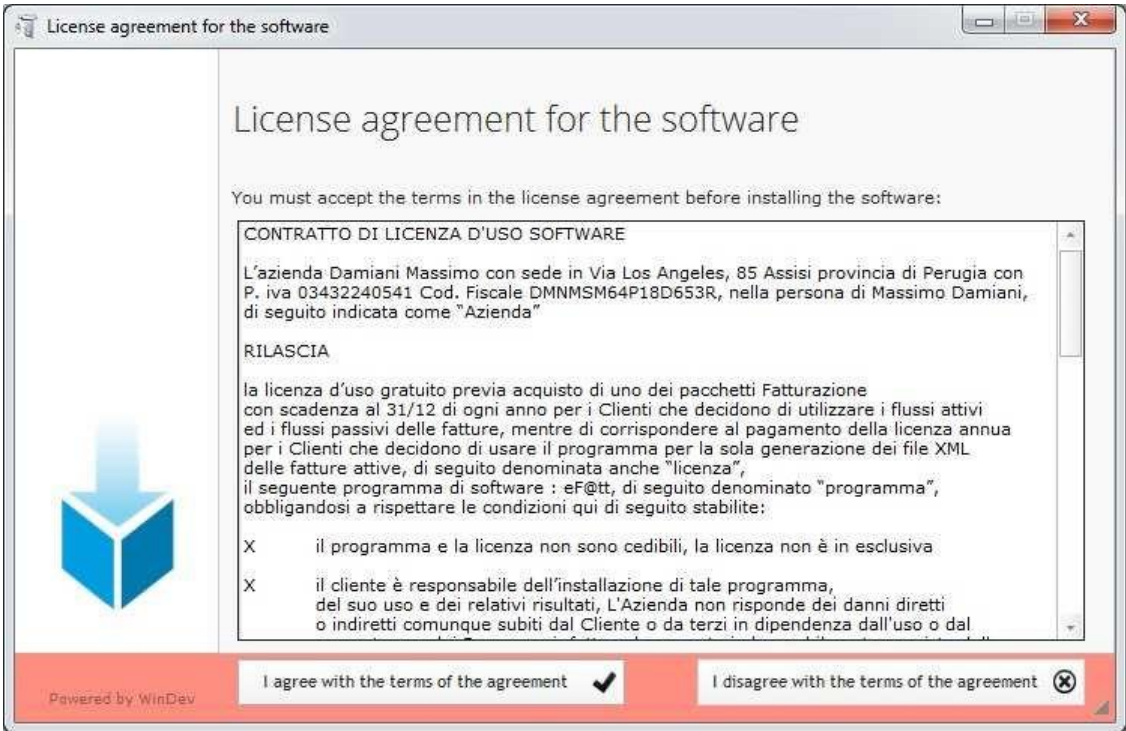 License agreement for the software
License agreement for the software
You must accept the terms in the license agreement before installing the software:
CONTRATTO DI LICENZA D'USO SOFTWARE
L'azienda Damiani Massimo con sede in Via Los Angeles, 85 Assisi provincia di Perugia con
P. iva 03432240541 Cod. Fiscale DMNMSM64P18D653R, nella persona di Massimo Damiani,
di seguito indicata come “Azienda”
RILASCIA
la licenza d'uso gratuito previa acquisto di uno dei pacchetti Fatturazione
con scadenza al 31/12 di ogni anno per i Clienti che decidono di utilizzare i flussi attivi
ed i flussi passivi delle fatture, mentre di corrispondere al pagamento della licenza annua
per i Clienti che decidono di usare il programma per la sola generazione dei file XML
delle fatture attive, di seguito denominata anche “licenza”,
il seguente programma di software : eF@tt, di seguito denominato “programma”,
obbligandosi a rispettare le condizioni qui di seguito stabilite:
X il programma e la licenza non sono cedibili, la licenza non è in esclusiva
X il cliente è responsabile dell'installazione di tale programma,
del suo uso e dei relativi risultati, L'Azienda non risponde dei danni diretti
o indiretti comunque subiti dal Cliente o da terzi in dipendenza dall'uso o dal
I agree with the terms of the agreement
I disagree with the terms of the agreement
Powered by WinDev